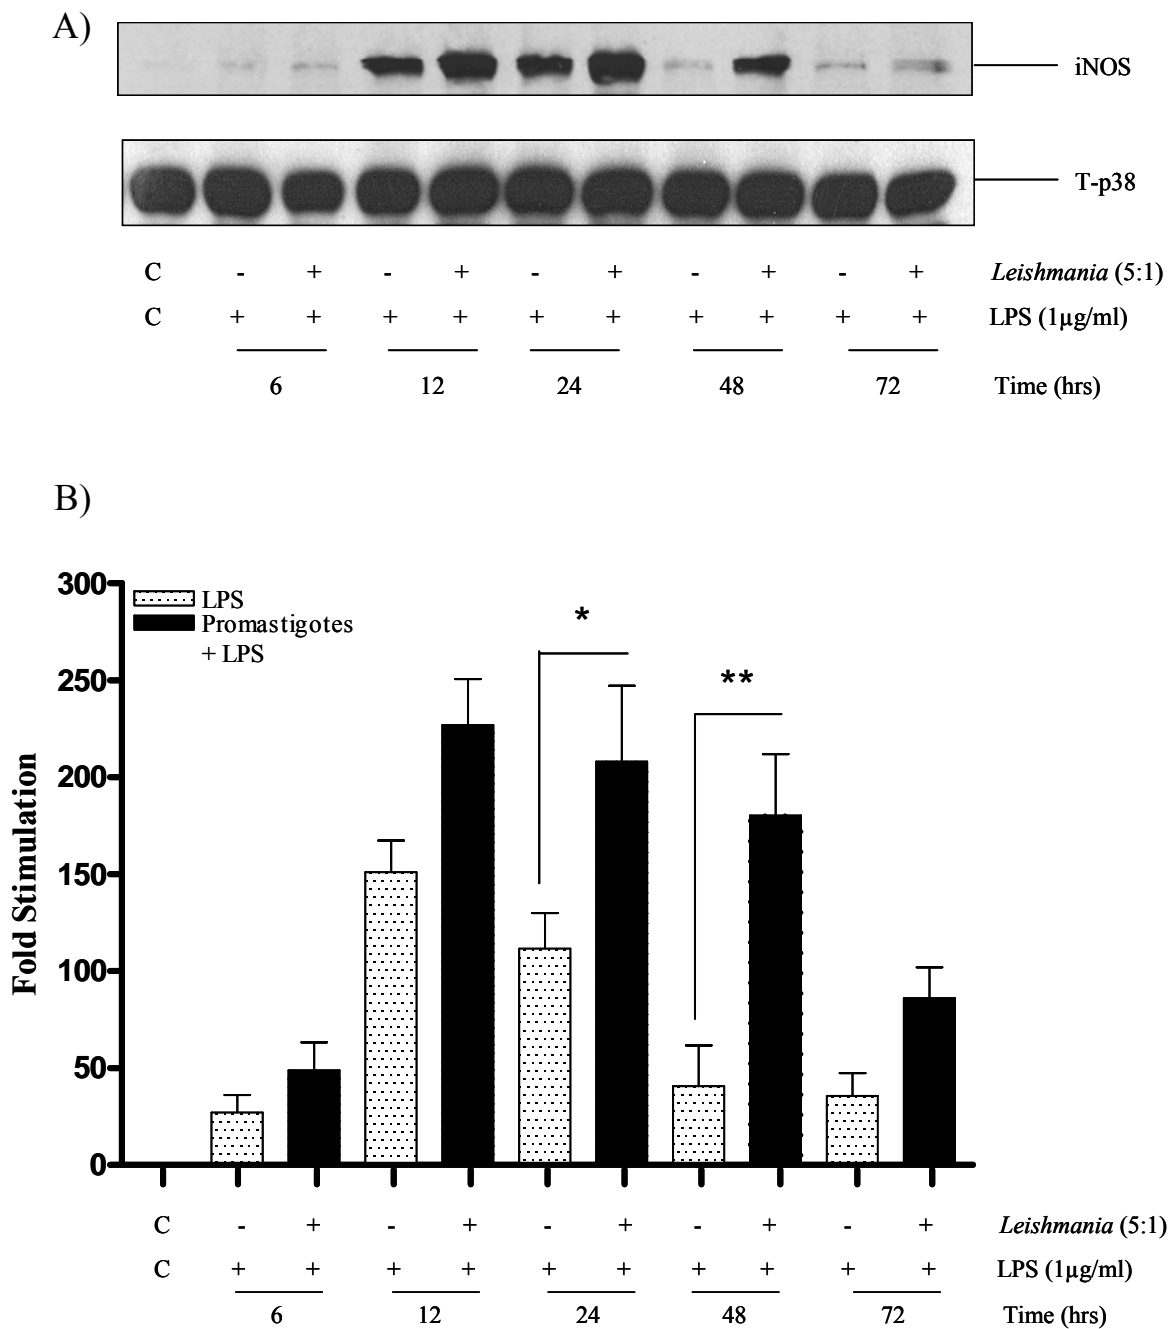 A)
iNOS
T-p38
C - + - + - + - + - + Leishmania (5:1)
C + + + + + + + + + + LPS (1µg/ml)
6 12 24 48 72 Time (hrs)
B)
300
LPS
Promastigotes
+ LPS
*
250
**
200
150
100
50
0
Fold Stimulation
C - + - + - + - + - + Leishmania (5:1)
C + + + + + + + + + + LPS (1µg/ml)
6 12 24 48 72 Time (hrs)